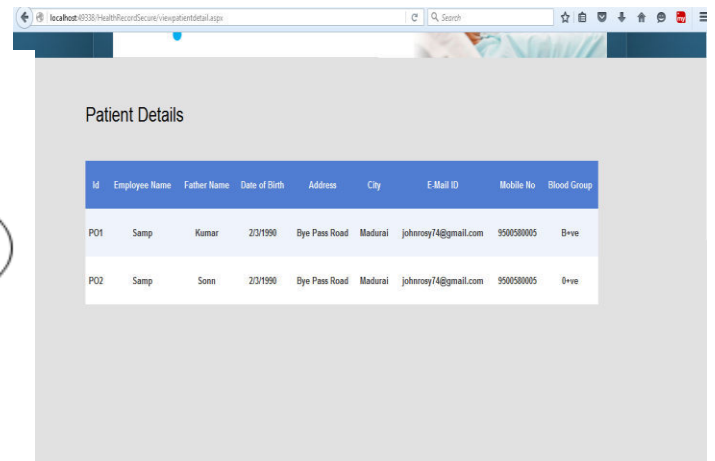 localhost:49338/HealthRecordSecure/viewpatientdetail.aspx Search
Patient Details
Id Employee Name Father Name Date of Birth Address City E-Mail ID Mobile No Blood Group
PO1 Samp Kumar 2/3/1990 Bye Pass Road Madurai johnrosy74@gmail.com 9500580005 B+ve
PO2 Samp Sonn 2/3/1990 Bye Pass Road Madurai johnrosy74@gmail.com 9500580005 0+ve